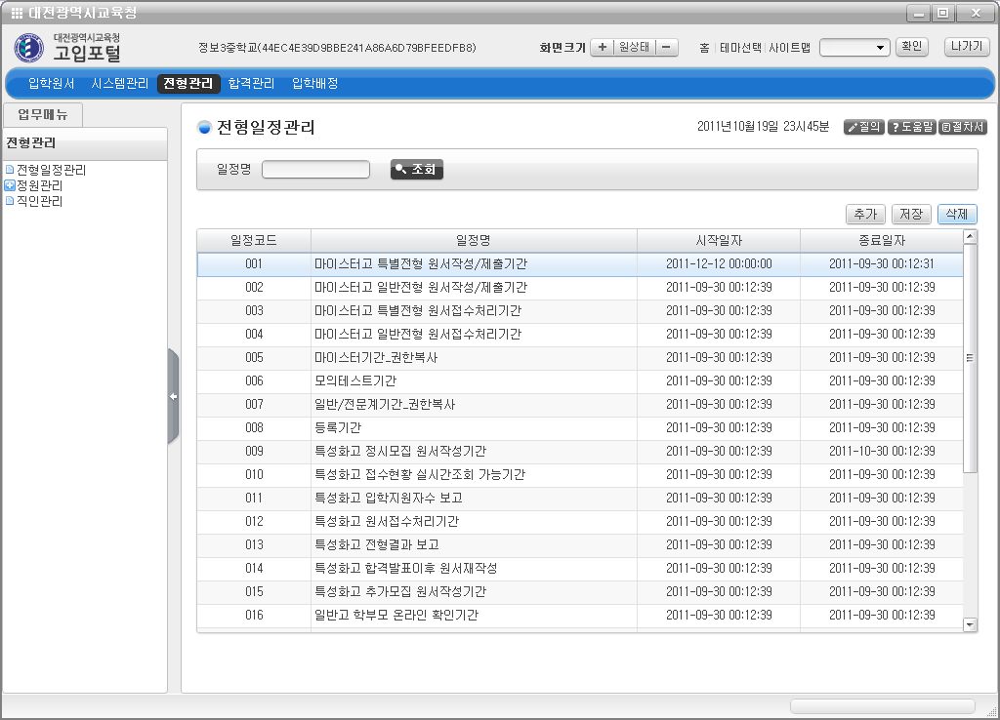 대전광역시교육청
대전광역시교육청
고입포털
정보3중학교(44EC4E39D9BBE241A86A6D79BFEEDFB8)
화면크기 + 원상태 −
홈 | 테마선택 | 사이트맵
확인
나가기
입학원서 시스템관리 전형관리 합격관리 입학배정
업무메뉴
전형관리
전형일정관리
정원관리
직인관리
전형일정관리
2011년10월19일 23시45분
질의 ? 도움말 절차서
일정명 조회
추가 저장 삭제
일정코드 일정명 시작일자 종료일자
001 마이스터고 특별전형 원서작성/제출기간 2011-12-12 00:00:00 2011-09-30 00:12:31
002 마이스터고 일반전형 원서작성/제출기간 2011-09-30 00:12:39 2011-09-30 00:12:39
003 마이스터고 특별전형 원서접수처리기간 2011-09-30 00:12:39 2011-09-30 00:12:39
004 마이스터고 일반전형 원서접수처리기간 2011-09-30 00:12:39 2011-09-30 00:12:39
005 마이스터기간_권한복사 2011-09-30 00:12:39 2011-09-30 00:12:39
006 모의테스트기간 2011-09-30 00:12:39 2011-09-30 00:12:39
007 일반/전문계기간_권한복사 2011-09-30 00:12:39 2011-09-30 00:12:39
008 등록기간 2011-09-30 00:12:39 2011-09-30 00:12:39
009 특성화고 정시모집 원서작성기간 2011-09-30 00:12:39 2011-10-30 00:12:39
010 특성화고 접수현황 실시간조회 가능기간 2011-09-30 00:12:39 2011-09-30 00:12:39
011 특성화고 입학지원자수 보고 2011-09-30 00:12:39 2011-09-30 00:12:39
012 특성화고 원서접수처리기간 2011-09-30 00:12:39 2011-09-30 00:12:39
013 특성화고 전형결과 보고 2011-09-30 00:12:39 2011-09-30 00:12:39
014 특성화고 합격발표이후 원서재작성 2011-09-30 00:12:39 2011-09-30 00:12:39
015 특성화고 추가모집 원서작성기간 2011-09-30 00:12:39 2011-09-30 00:12:39
016 일반고 학부모 온라인 확인기간 2011-09-30 00:12:39 2011-09-30 00:12:39